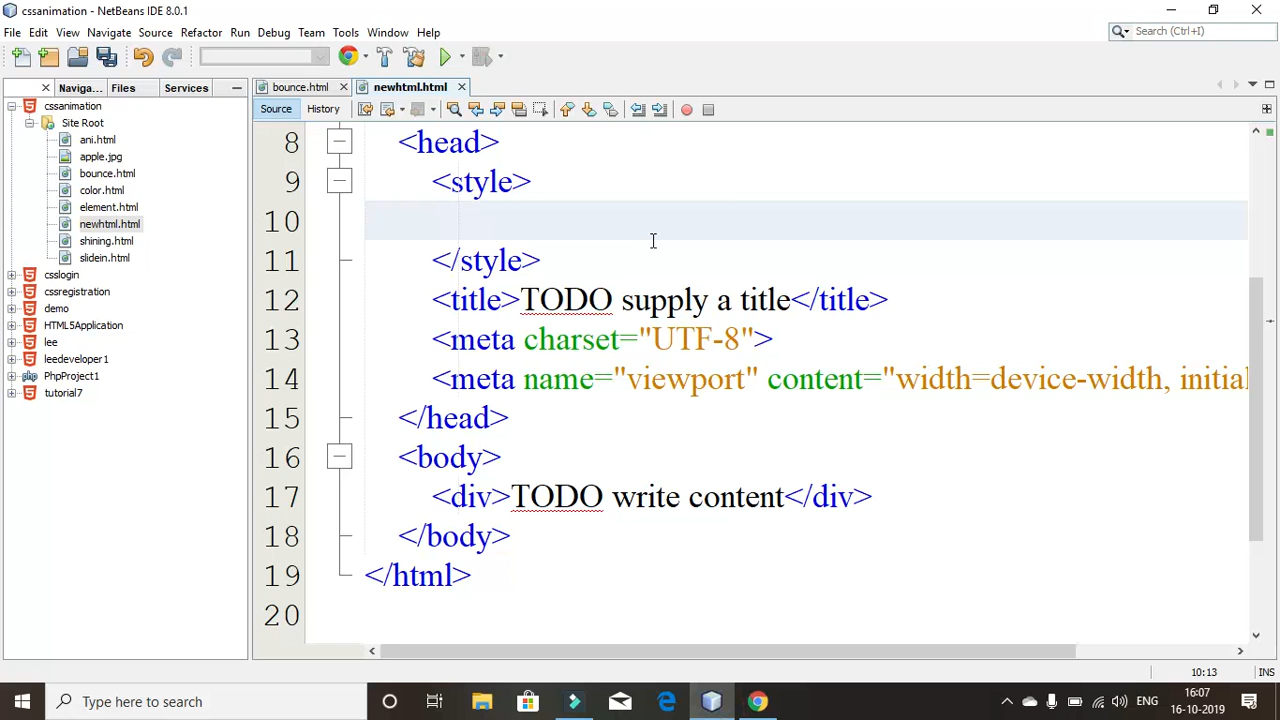 cssanimation - NetBeans IDE 8.0.1
File Edit View Navigate Source Refactor Run Debug Team Tools Window Help
Search (Ctrl+I)
Naviga... Files Services
bounce.html newhtml.html
Source History
cssanimation
Site Root
ani.html
apple.jpg
bounce.html
color.html
element.html
newhtml.html
shining.html
slidein.html
csslogin
cssregistration
demo
HTML5Application
lee
leedeveloper1
PhpProject1
tutorial7
8 <head>
9 <style>
10
11 </style>
12 <title>TODO supply a title</title>
13 <meta charset="UTF-8">
14 <meta name="viewport" content="width=device-width, initial
15 </head>
16 <body>
17 <div>TODO write content</div>
18 </body>
19 </html>
20
10:13 INS
Type here to search
ENG
16:07
16-10-2019